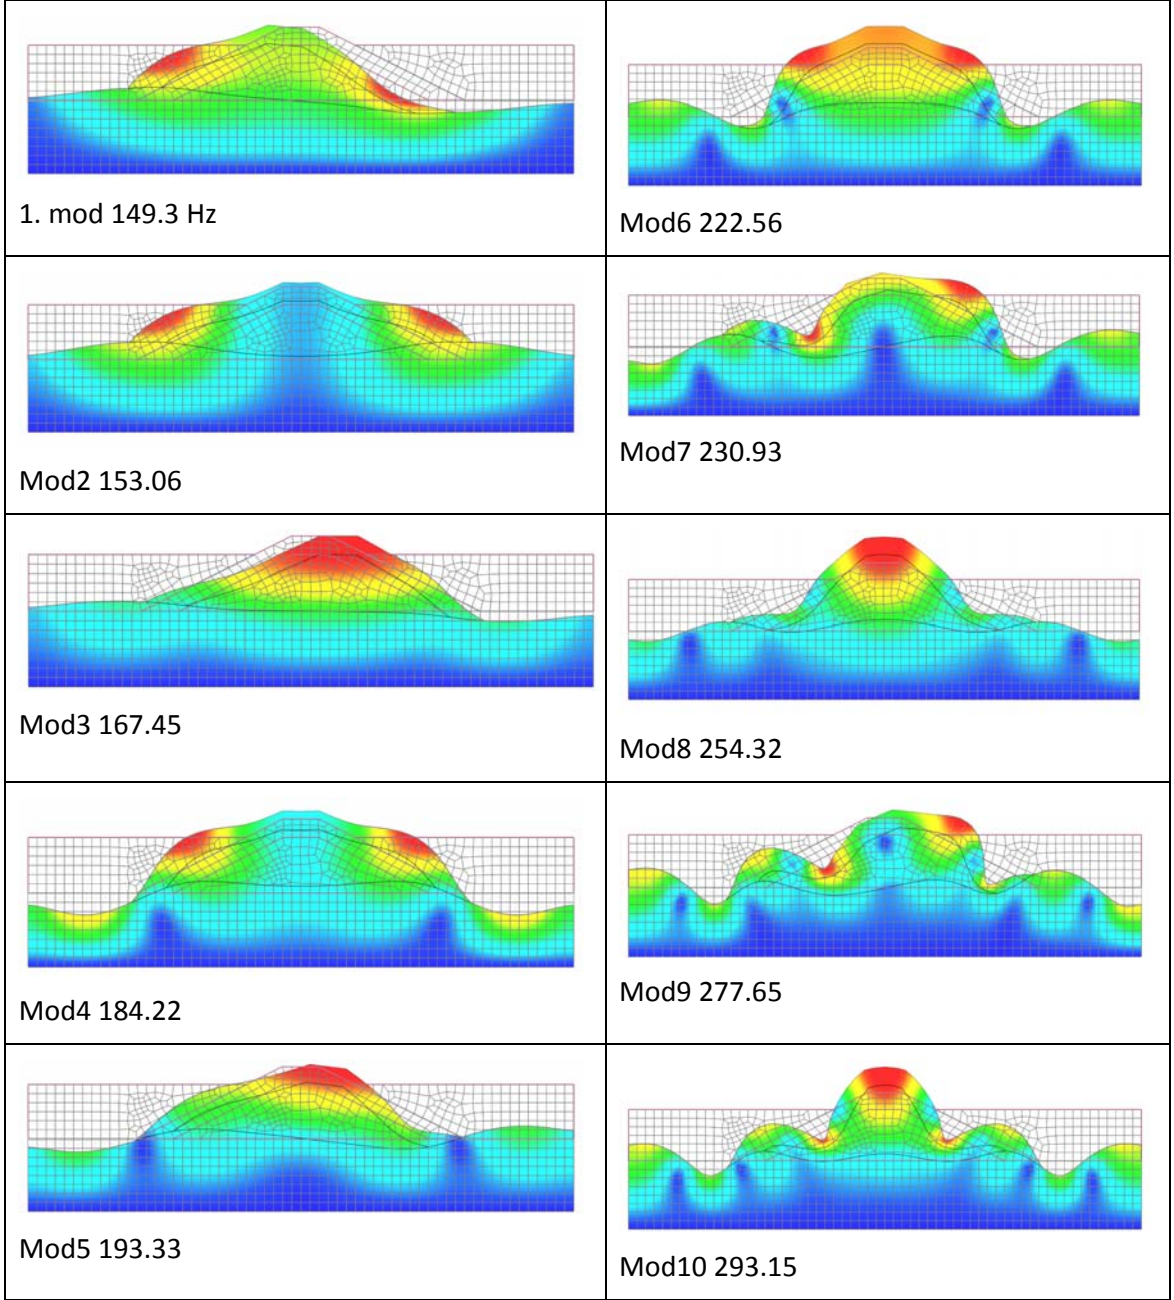 1. mod 149.3 Hz
Mod6 222.56
Mod2 153.06
Mod7 230.93
Mod3 167.45
Mod8 254.32
Mod4 184.22
Mod9 277.65
Mod5 193.33
Mod10 293.15